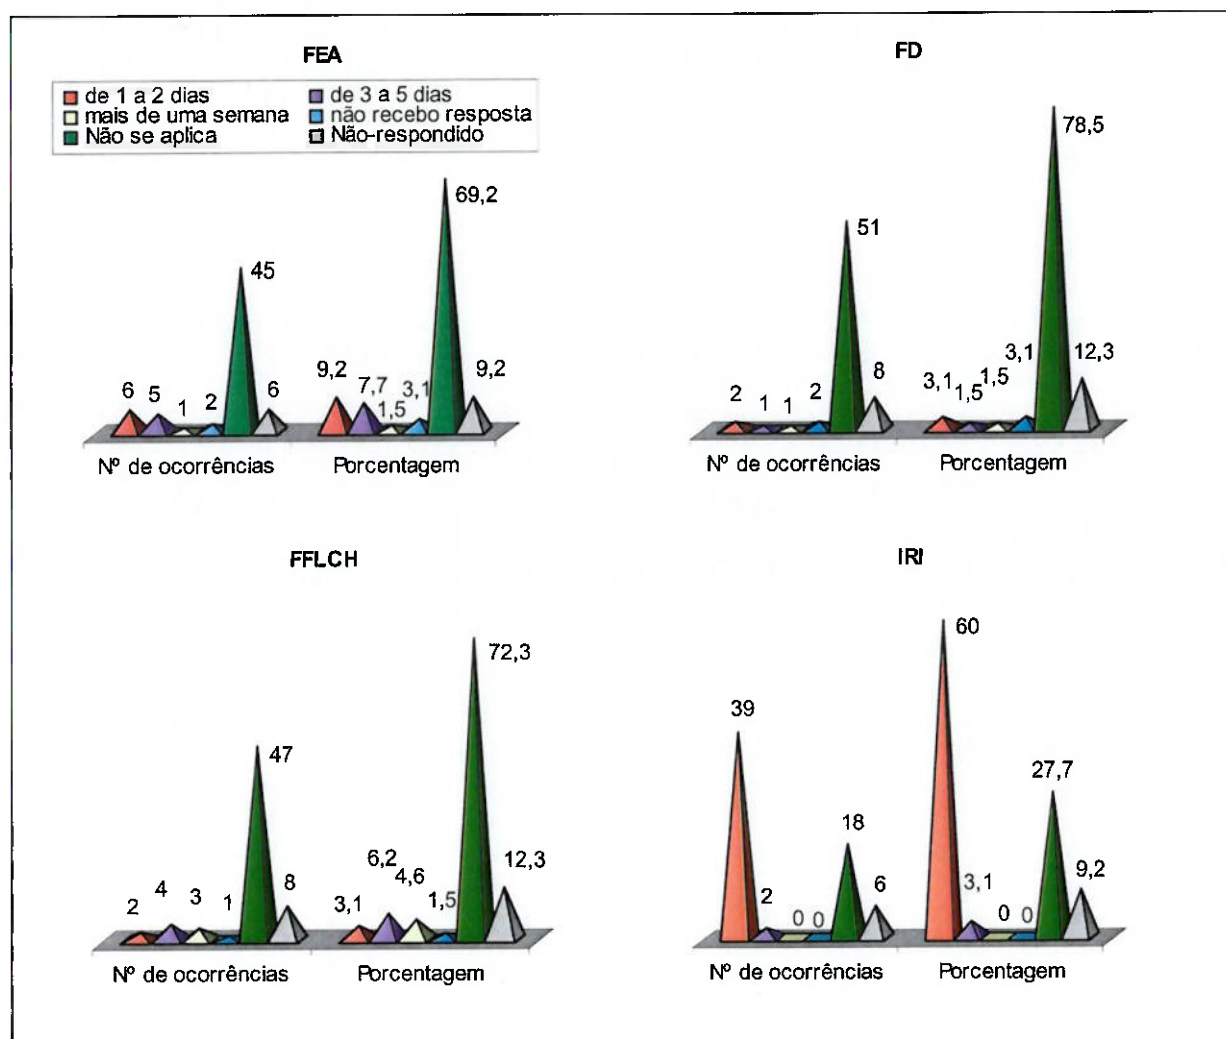 FEA
de 1 a 2 dias de 3 a 5 dias
mais de uma semana não recebo resposta
Não se aplica Não-respondido
6 5 1 2 45 6
9,2 7,7 1,5 3,1 69,2 9,2
Nº de ocorrências Porcentagem
FD
2 1 1 2 51 8
3,1 1,5 1,5 3,1 78,5 12,3
Nº de ocorrências Porcentagem
FFLCH
2 4 3 1 47 8
3,1 6,2 4,6 1,5 72,3 12,3
Nº de ocorrências Porcentagem
IRI
39 2 0 0 18 6
60 3,1 0 0 27,7 9,2
Nº de ocorrências Porcentagem